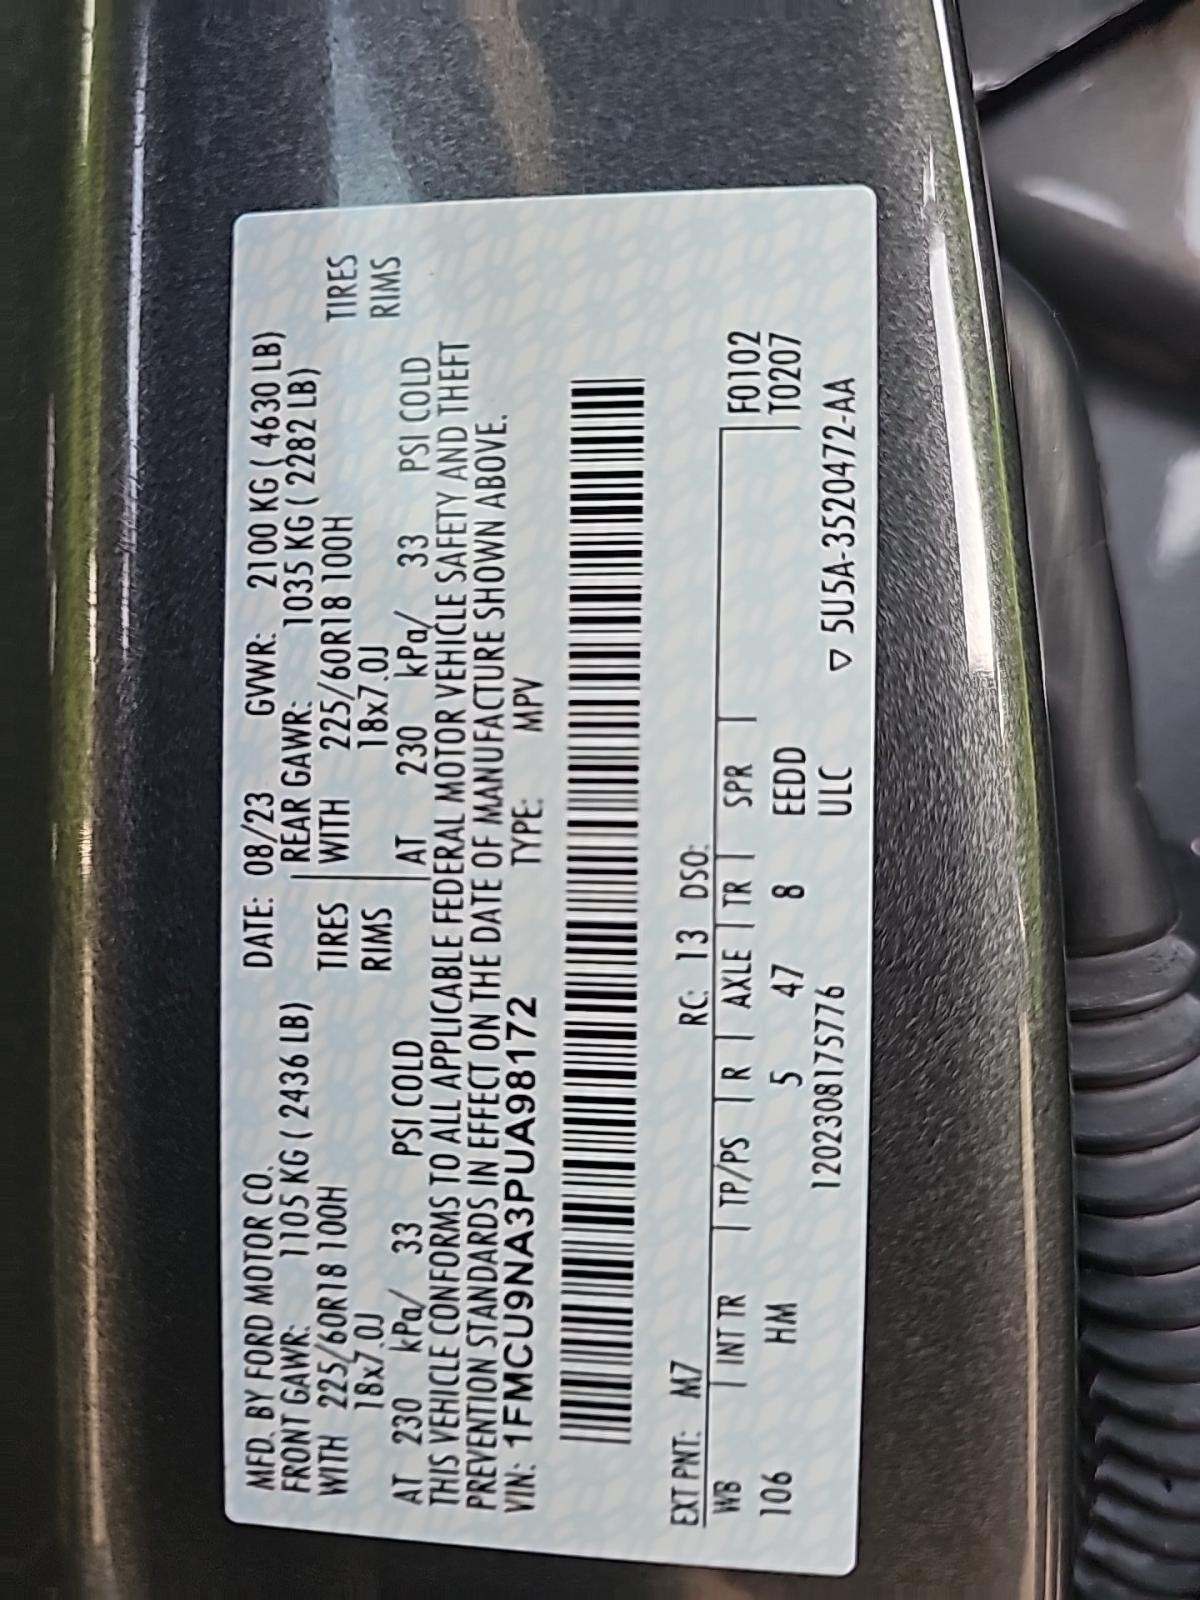 MFD. BY FORD MOTOR CO. DATE: 08/23 GVWR: 2100 KG ( 4630 LB)
FRONT GAWR: 1105 KG ( 2436 LB) REAR GAWR: 1035 KG ( 2282 LB)
WITH 225/60R18 100H TIRES WITH 225/60R18 100H TIRES
18x7.0J RIMS 18x7.0J RIMS
AT 230 kPa/ 33 PSI COLD AT 230 kPa/ 33 PSI COLD
THIS VEHICLE CONFORMS TO ALL APPLICABLE FEDERAL MOTOR VEHICLE SAFETY AND THEFT
PREVENTION STANDARDS IN EFFECT ON THE DATE OF MANUFACTURE SHOWN ABOVE.
VIN: 1FMCU9NA3PUA98172 TYPE: MPV
EXT PNT: M7 RC: 13 DSO:
WB INT TR TP/PS R AXLE TR SPR F0102
106 HM 5 47 8 EEDD T0207
120230817​5776 ULC ▽ 5U5A-3520472-AA